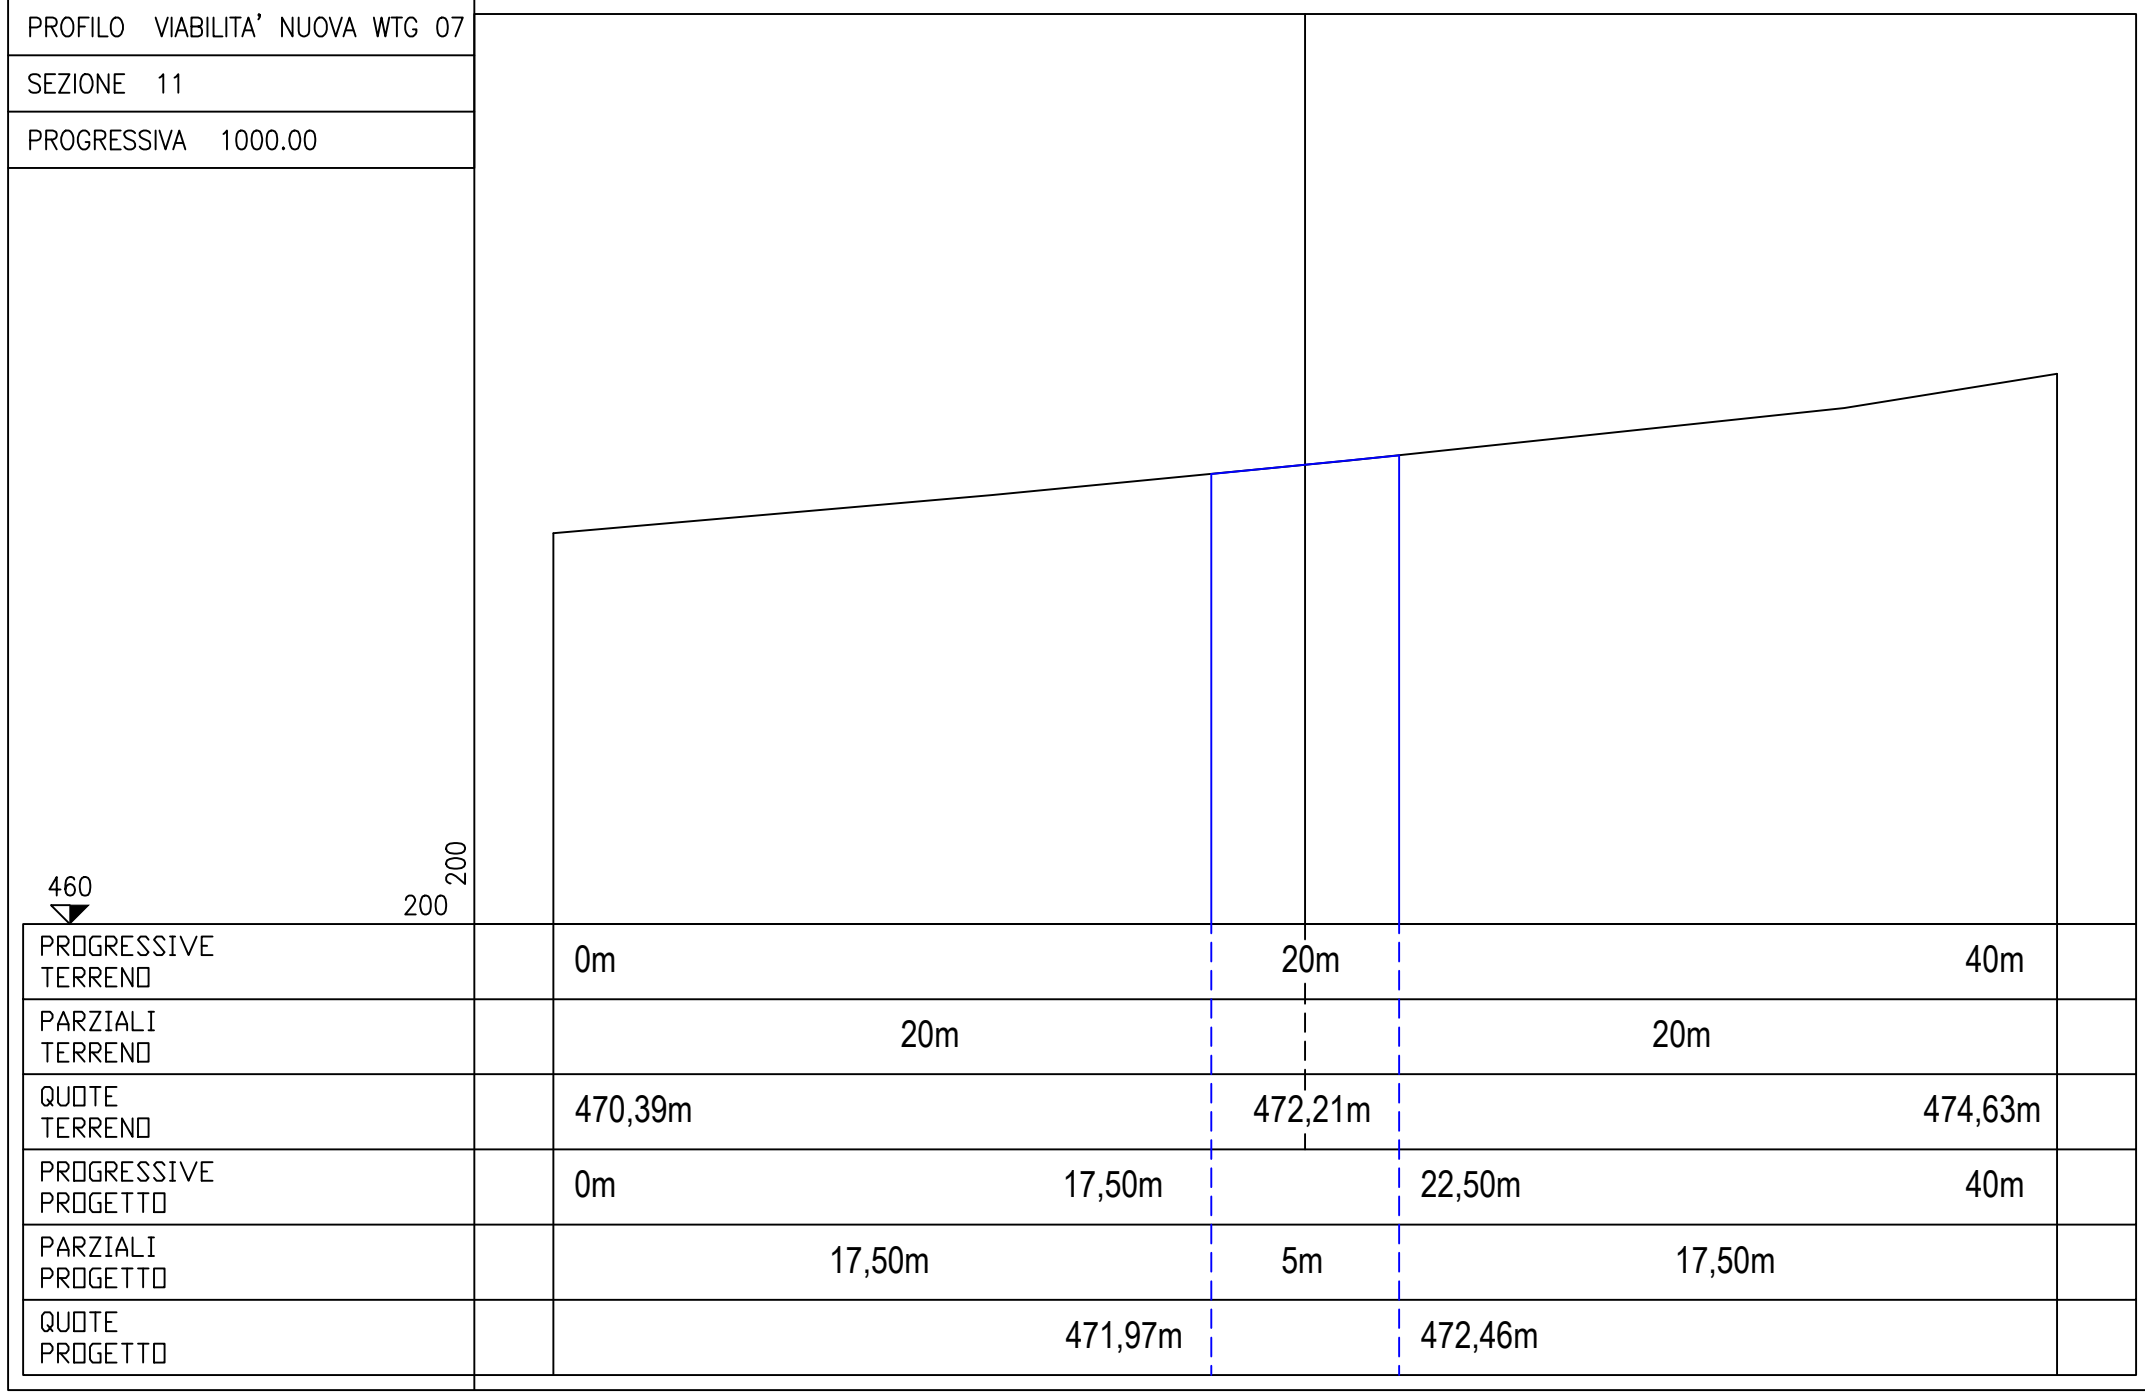 PROFILO VIABILITA' NUOVA WTG 07
SEZIONE 11
PROGRESSIVA 1000.00
200
460
200
PROGRESSIVE
TERRENO
0m 20m 40m
PARZIALI
TERRENO
20m 20m
QUOTE
TERRENO
470,39m 472,21m 474,63m
PROGRESSIVE
PROGETTO
0m 17,50m 22,50m 40m
PARZIALI
PROGETTO
17,50m 5m 17,50m
QUOTE
PROGETTO
471,97m 472,46m